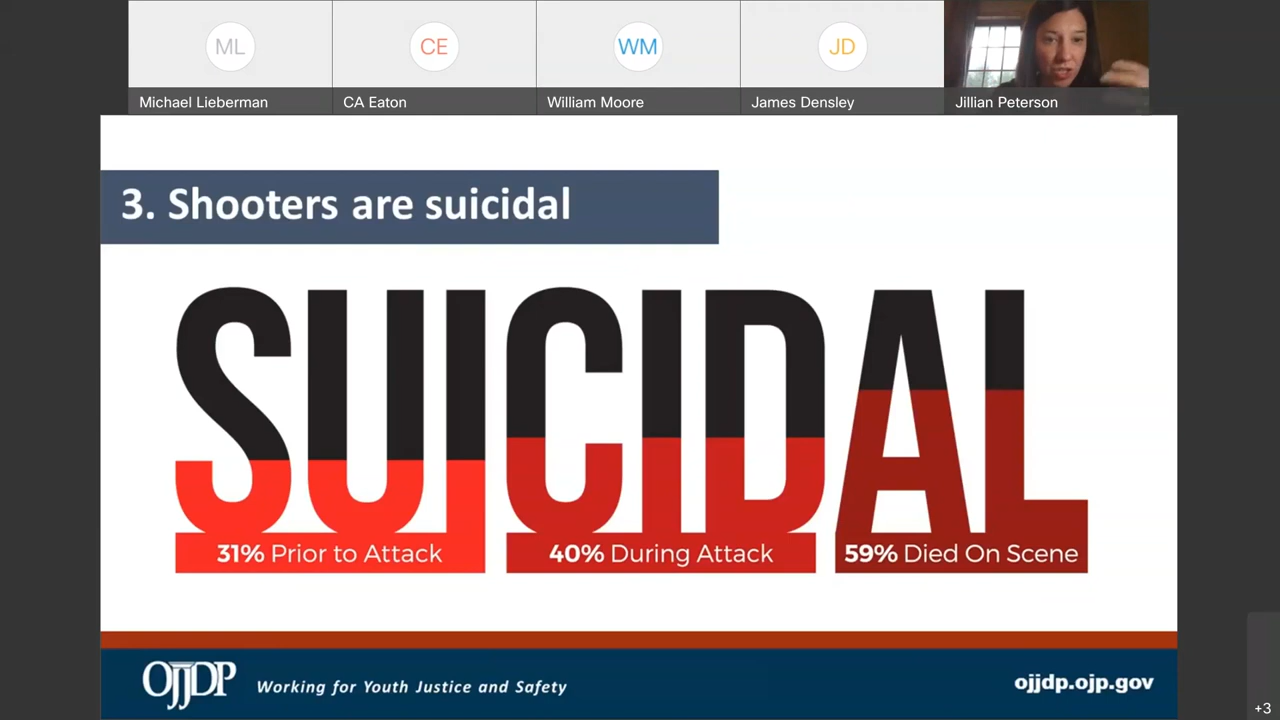 ML
CE
WM
JD
Michael Lieberman
CA Eaton
William Moore
James Densley
Jillian Peterson
3. Shooters are suicidal
SUICIDAL
31% Prior to Attack
40% During Attack
59% Died On Scene
OJJDP
Working for Youth Justice and Safety
ojjdp.ojp.gov
+3